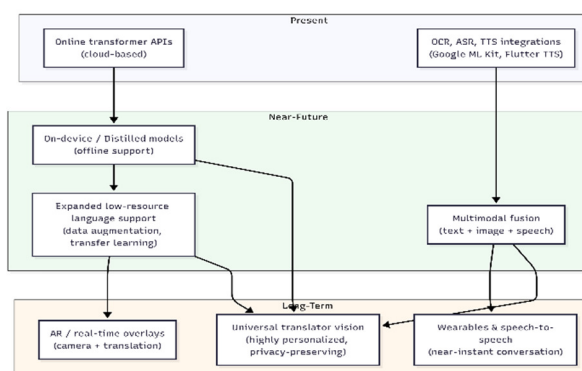 Present
Online transformer APIs
(cloud-based)
OCR, ASR, TTS integrations
(Google ML Kit, Flutter TTS)
Near-Future
On-device / Distilled models
(offline support)
Expanded low-resource
language support
(data augmentation,
transfer learning)
Multimodal fusion
(text + image + speech)
Long-Term
AR / real-time overlays
(camera + translation)
Universal translator vision
(highly personalized,
privacy-preserving)
Wearables & speech-to-
speech
(near-instant conversation)